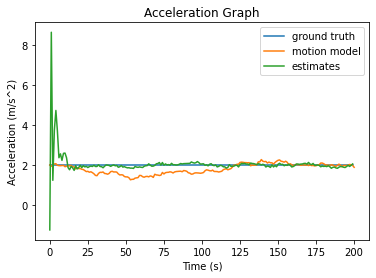 Acceleration Graph
ground truth
motion model
estimates
Acceleration (m/s^2)
8
6
4
2
0
0 25 50 75 100 125 150 175 200
Time (s)